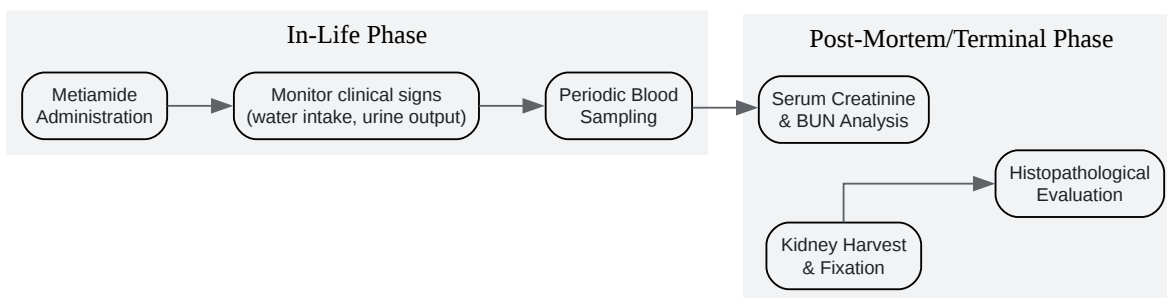 In-Life Phase
Metiamide
Administration
Monitor clinical signs
(water intake, urine output)
Periodic Blood
Sampling
Post-Mortem/Terminal Phase
Serum Creatinine
& BUN Analysis
Histopathological
Evaluation
Kidney Harvest
& Fixation